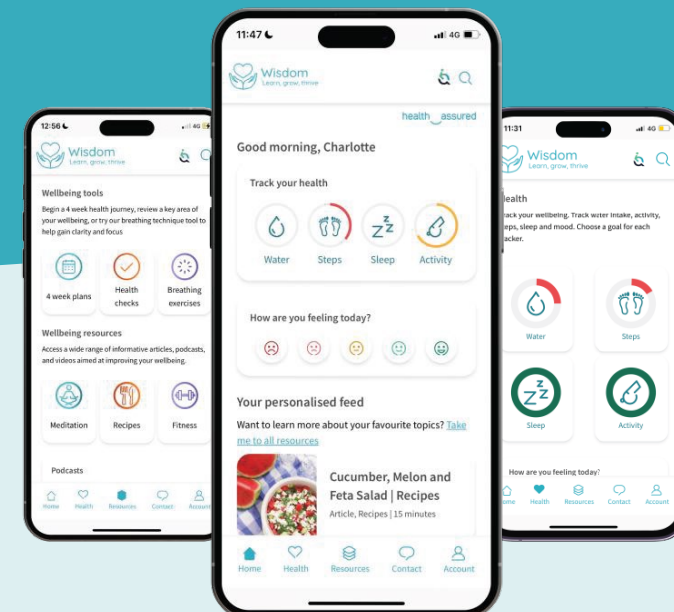 12:56
4G
Wisdom
Learn, grow, thrive
Wellbeing tools
Begin a 4 week health journey, review
a key area of
your wellbeing, or try our breathing
technique tool to
help gain clarity and
focus
4 week plans
Health
checks
Breathing
exercises
Wellbeing resources
Access a wide range of informative articles, podcasts,
and videos aimed at improving your wellbeing.
Meditation
Recipes
Fitness
Podcasts
Home
Health
Resources
Contact
Account
11:47
4G
Wisdom
Learn, grow, thrive
health assured
Good morning, Charlotte
Track your health
Water
Steps
Sleep
Activity
How are you feeling today?
Your personalised feed
Want to learn more about your favourite topics? Take
me to all resources
Cucumber, Melon and
Feta Salad | Recipes
Article, Recipes | 15 minutes
Home
Health
Resources
Contact
Account
11:31
4G
Wisdom
Learn, grow, thrive
ealth
rack your wellbeing. Track water intake, activity,
teps, sleep and mood. Choose a goal for each
racker.
Water
Steps
Sleep
Activity
How are you feeling today?
ome
Health
Resources
Contact
Account